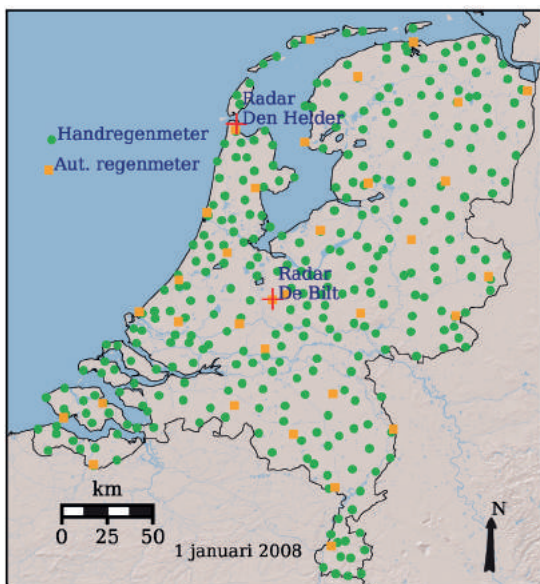 Radar
Den Helder
Handregenmeter
Aut. regenmeter
Radar
De Bilt
km
0 25 50
1 januari 2008
N